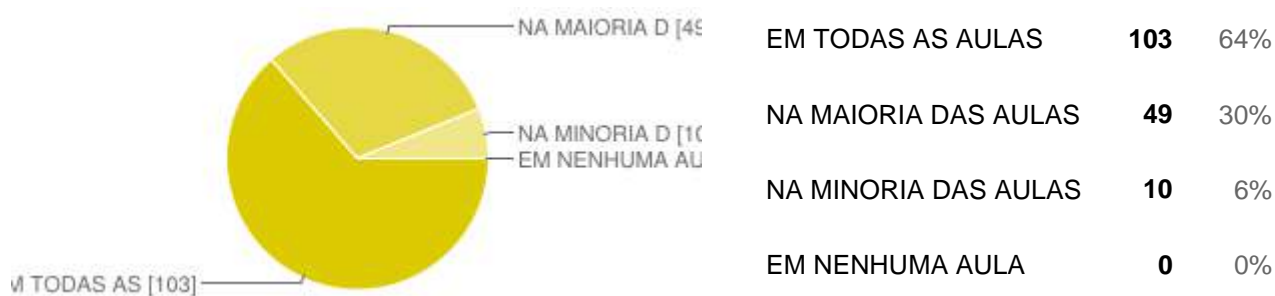 NA MAIORIA D [49
NA MINORIA D [10
EM NENHUMA AU
M TODAS AS [103]
EM TODAS AS AULAS 103 64%
NA MAIORIA DAS AULAS 49 30%
NA MINORIA DAS AULAS 10 6%
EM NENHUMA AULA 0 0%